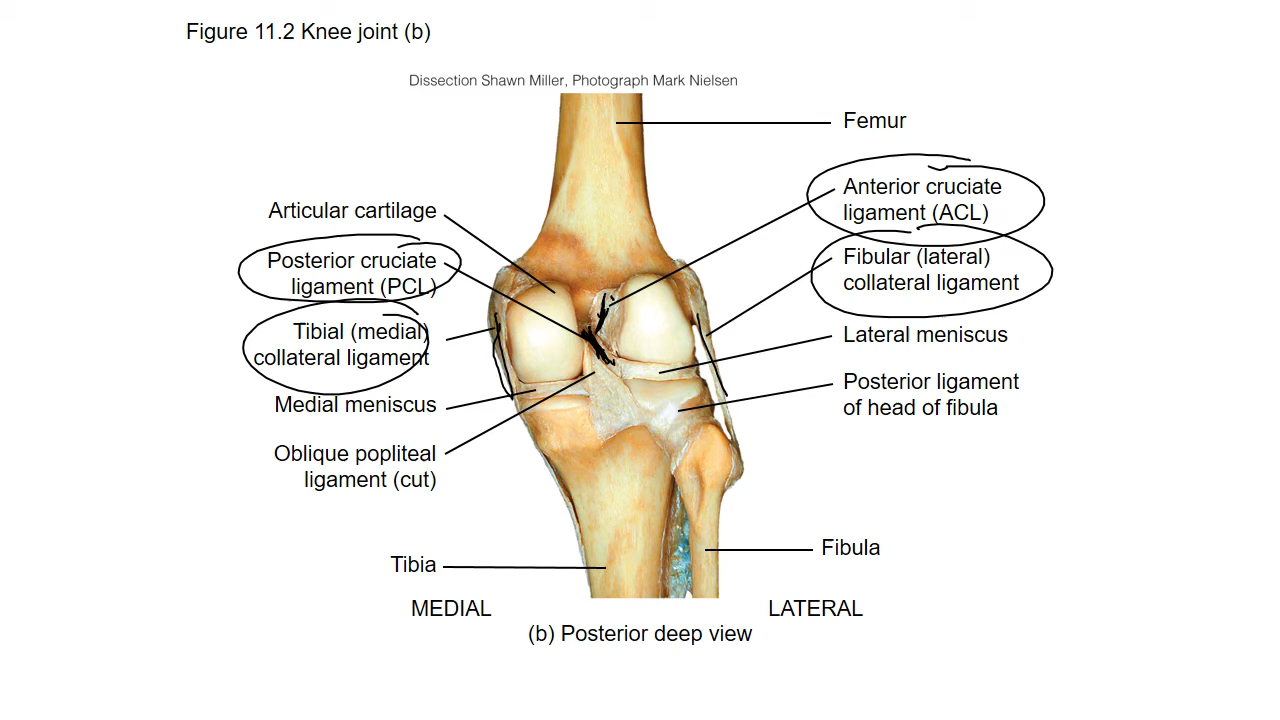 Figure 11.2 Knee joint (b)
Dissection Shawn Miller, Photograph Mark Nielsen
Femur
Anterior cruciate
ligament (ACL)
Articular cartilage
Posterior cruciate
ligament (PCL)
Fibular (lateral)
collateral ligament
Tibial (medial)
collateral ligament
Lateral meniscus
Medial meniscus
Posterior ligament
of head of fibula
Oblique popliteal
ligament (cut)
Fibula
Tibia
MEDIAL
LATERAL
(b) Posterior deep view